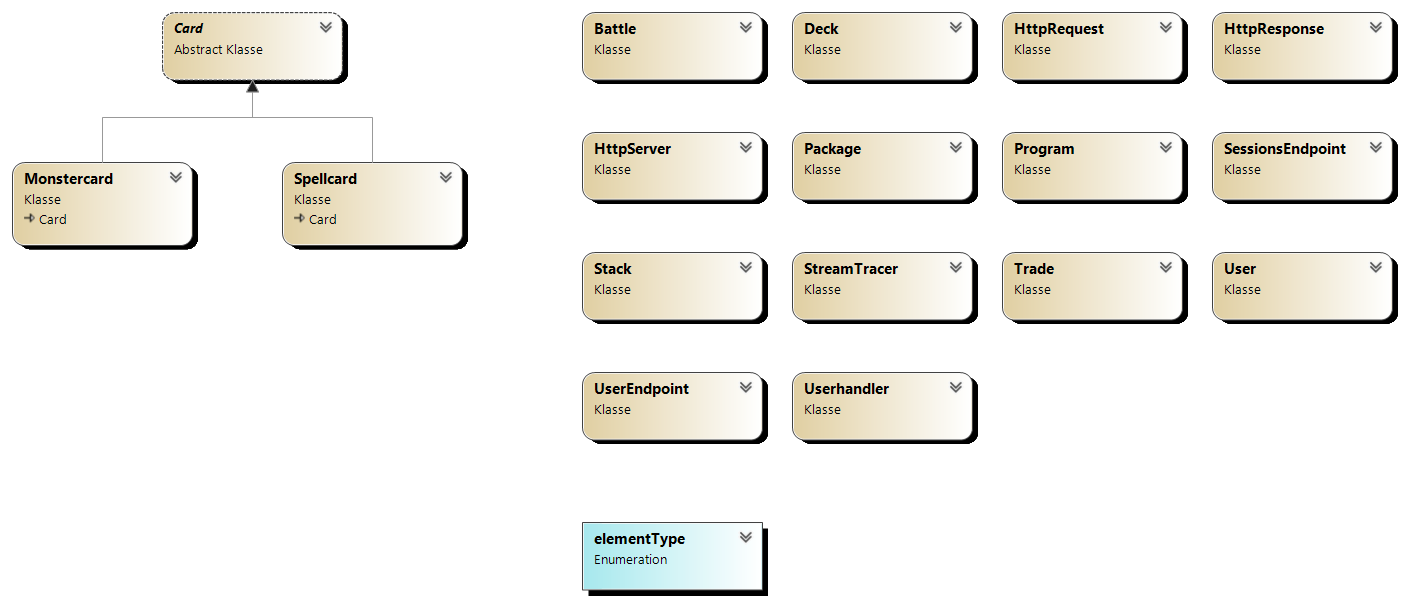 Card
Abstract Klasse
Monstercard
Klasse
Card
Spellcard
Klasse
Card
Battle
Klasse
Deck
Klasse
HttpRequest
Klasse
HttpResponse
Klasse
HttpServer
Klasse
Package
Klasse
Program
Klasse
SessionsEndpoint
Klasse
Stack
Klasse
StreamTracer
Klasse
Trade
Klasse
User
Klasse
UserEndpoint
Klasse
Userhandler
Klasse
elementType
Enumeration